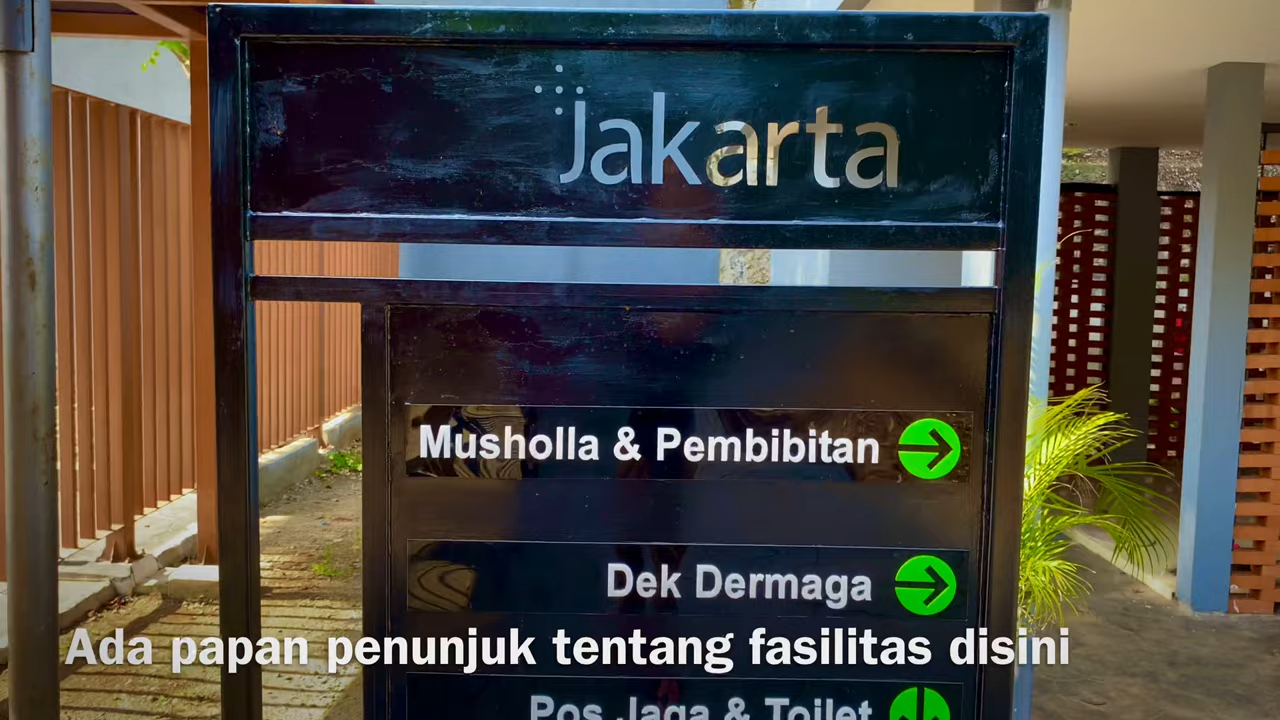 Jakarta
Musholla & Pembibitan
Dek Dermaga
Ada papan penunjuk tentang fasilitas disini
Pos Jaga & Toilet